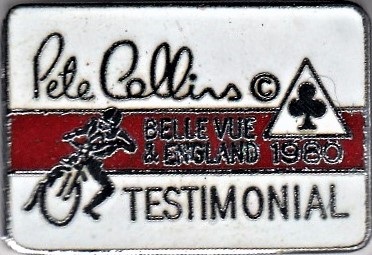 Pete Collins ©
BELLE VUE
& ENGLAND 1980
TESTIMONIAL